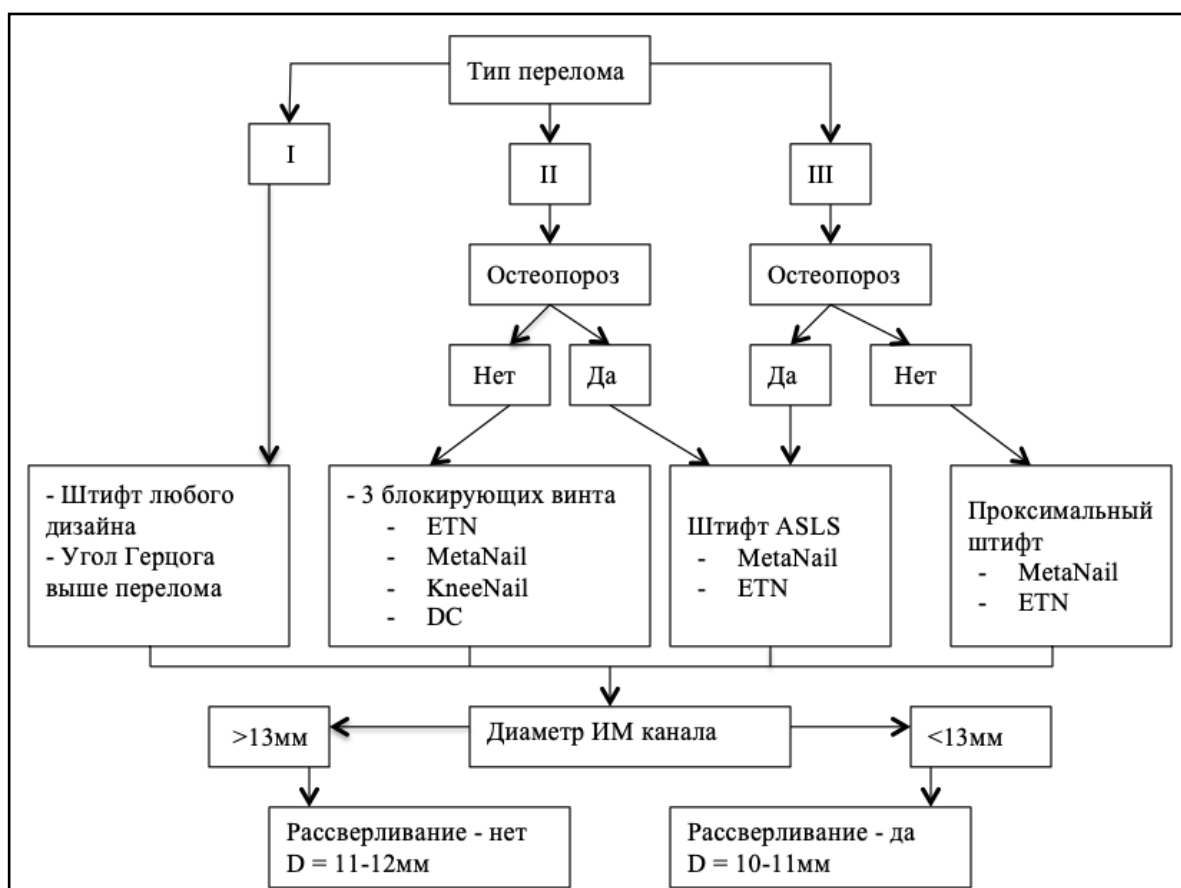 Тип перелома
I
II
III
Остеопороз
Остеопороз
Нет
Да
Да
Нет
- Штифт любого
дизайна
- Угол Герцога
выше перелома
- 3 блокирующих винта
- ETN
- MetaNail
- KneeNail
- DC
Штифт ASLS
- MetaNail
- ETN
Проксимальный
штифт
- MetaNail
- ETN
>13мм
Диаметр ИМ канала
<13мм
Рассверливание - нет
D = 11-12мм
Рассверливание - да
D = 10-11мм